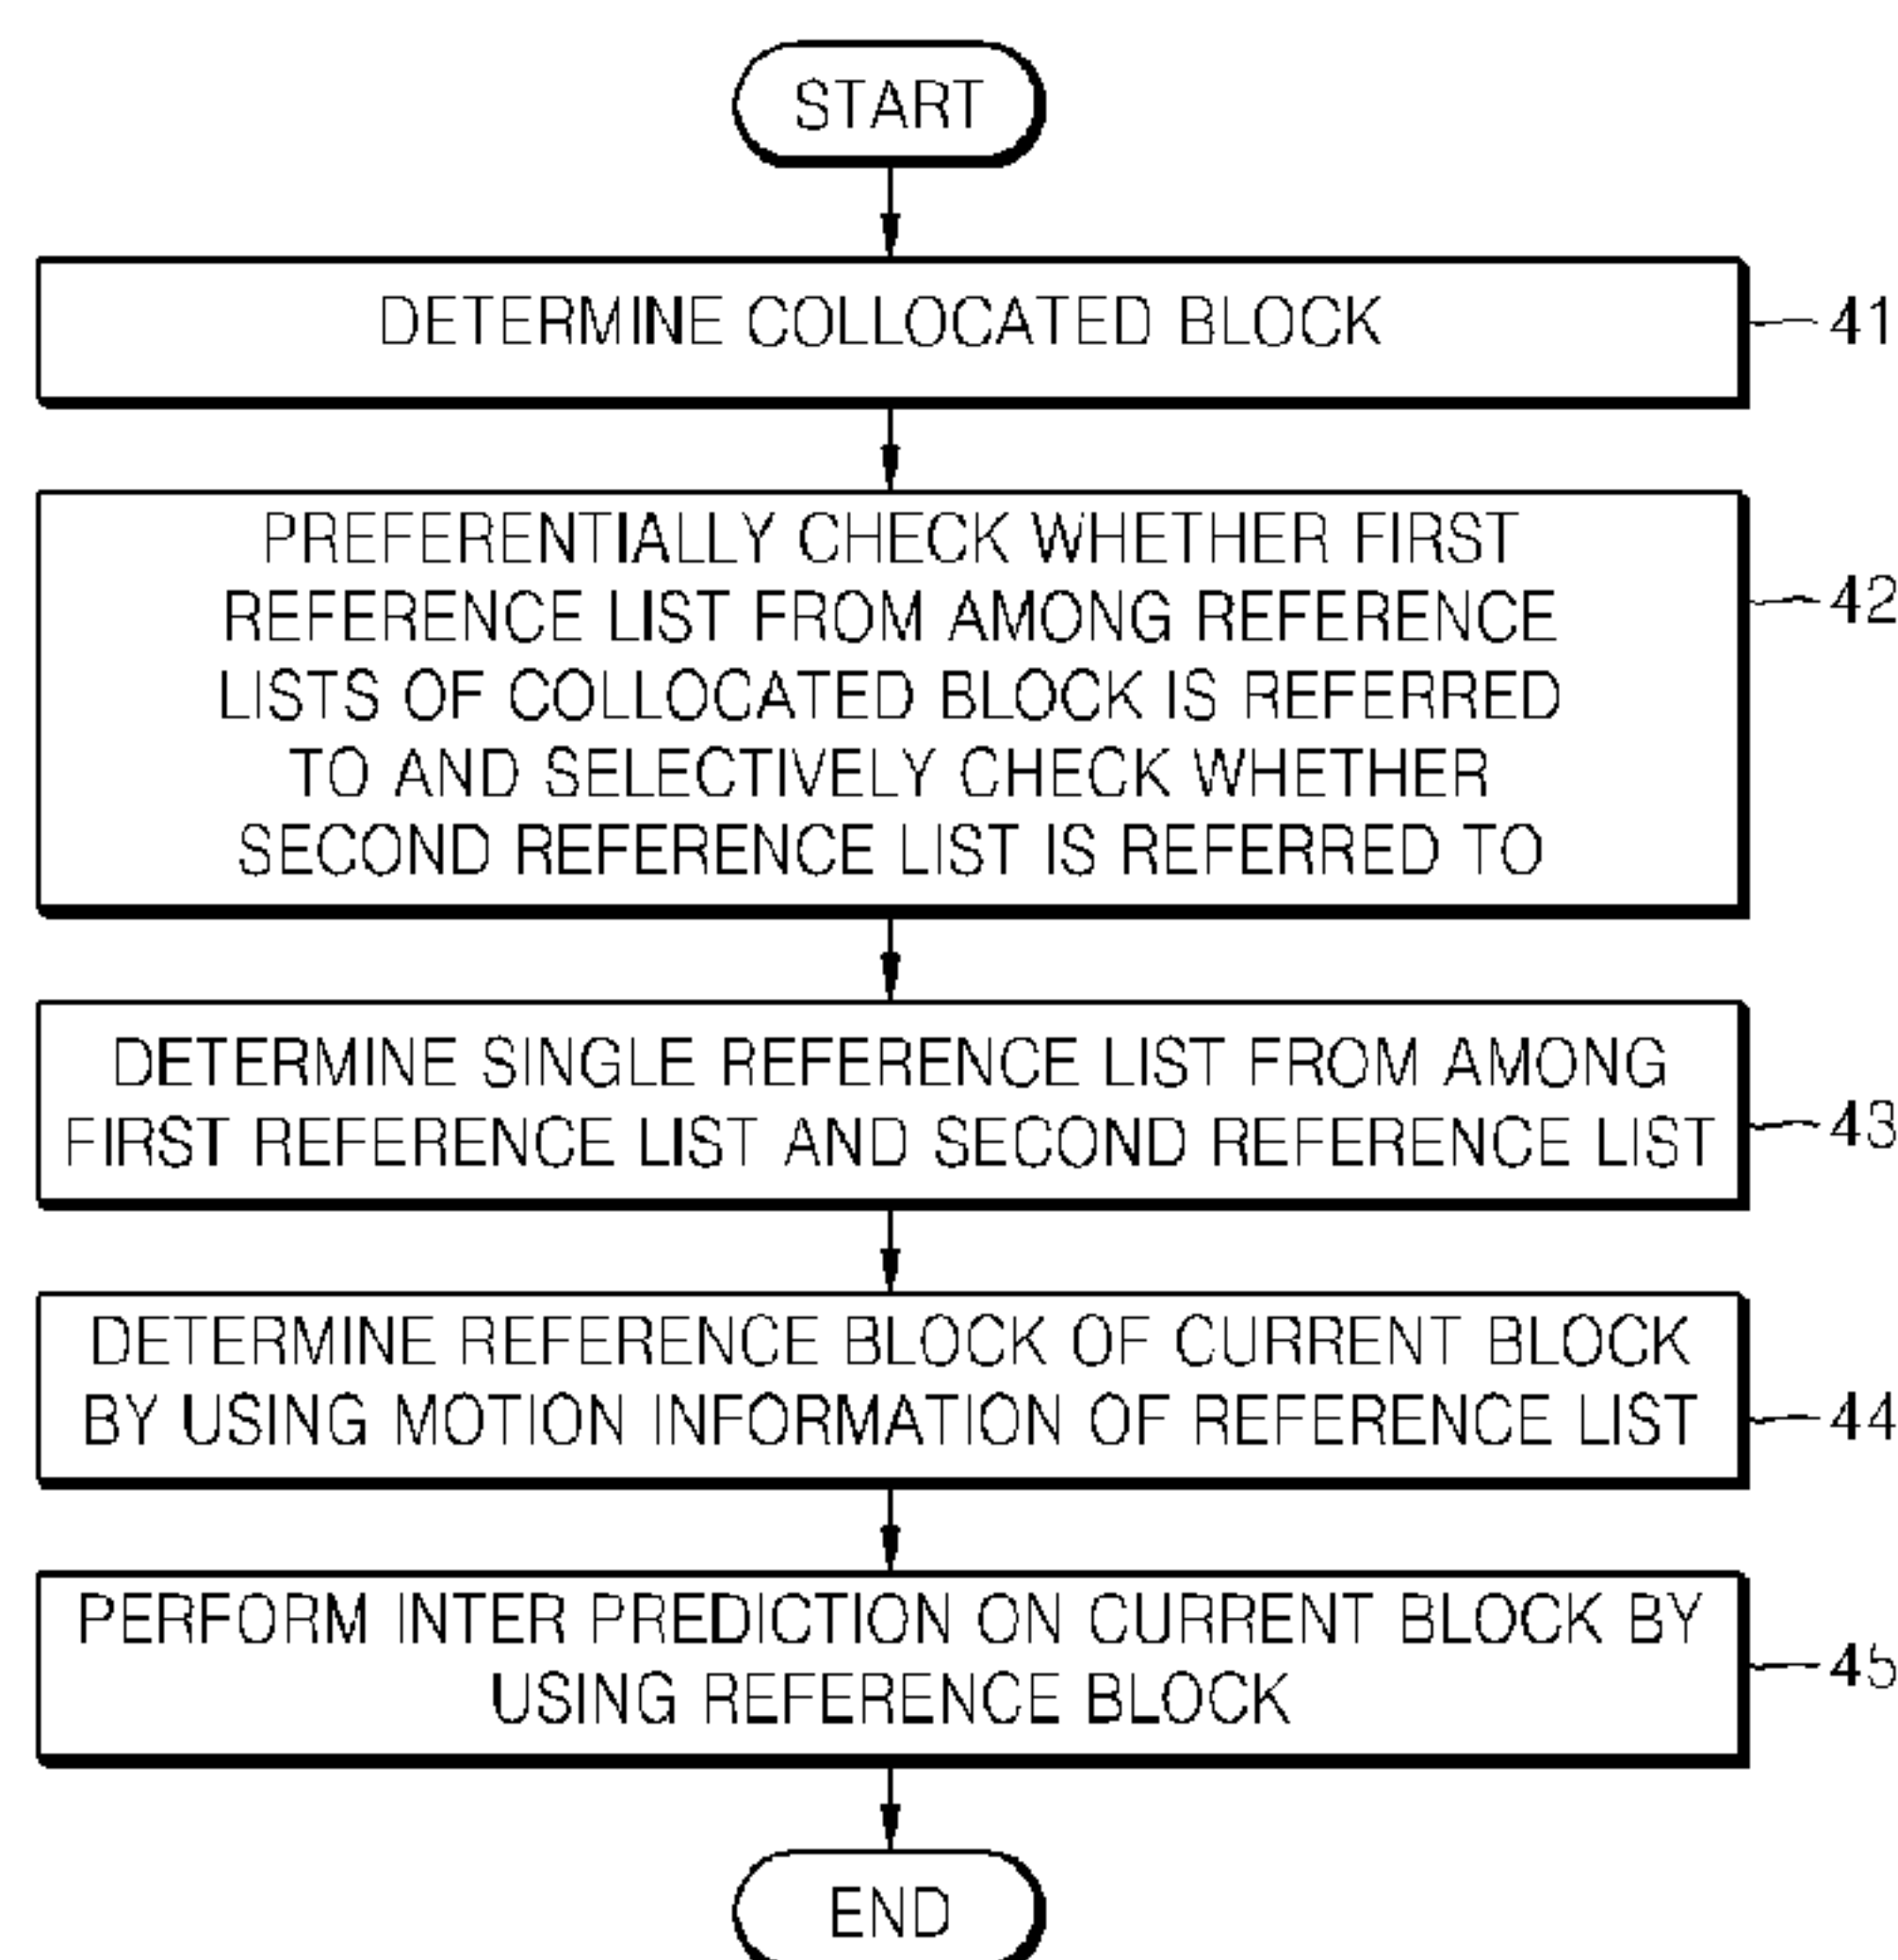 START
DETERMINE COLLOCATED BLOCK
41
PREFERENTIALLY CHECK WHETHER FIRST
REFERENCE LIST FROM AMONG REFERENCE
LISTS OF COLLOCATED BLOCK IS REFERRED
TO AND SELECTIVELY CHECK WHETHER
SECOND REFERENCE LIST IS REFERRED TO
42
DETERMINE SINGLE REFERENCE LIST FROM AMONG
FIRST REFERENCE LIST AND SECOND REFERENCE LIST
43
DETERMINE REFERENCE BLOCK OF CURRENT BLOCK
BY USING MOTION INFORMATION OF REFERENCE LIST
44
PERFORM INTER PREDICTION ON CURRENT BLOCK BY
USING REFERENCE BLOCK
45
END